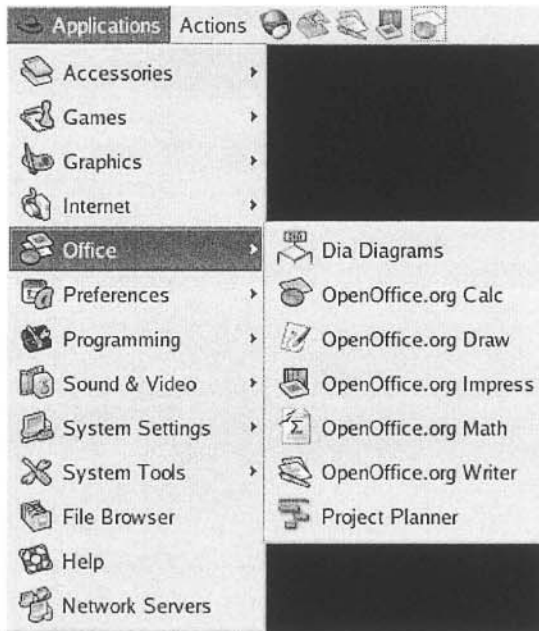 Applications Actions
Accessories
Games
Graphics
Internet
Office
Preferences
Programming
Sound & Video
System Settings
System Tools
File Browser
Help
Network Servers
Dia Diagrams
OpenOffice.org Calc
OpenOffice.org Draw
OpenOffice.org Impress
OpenOffice.org Math
OpenOffice.org Writer
Project Planner